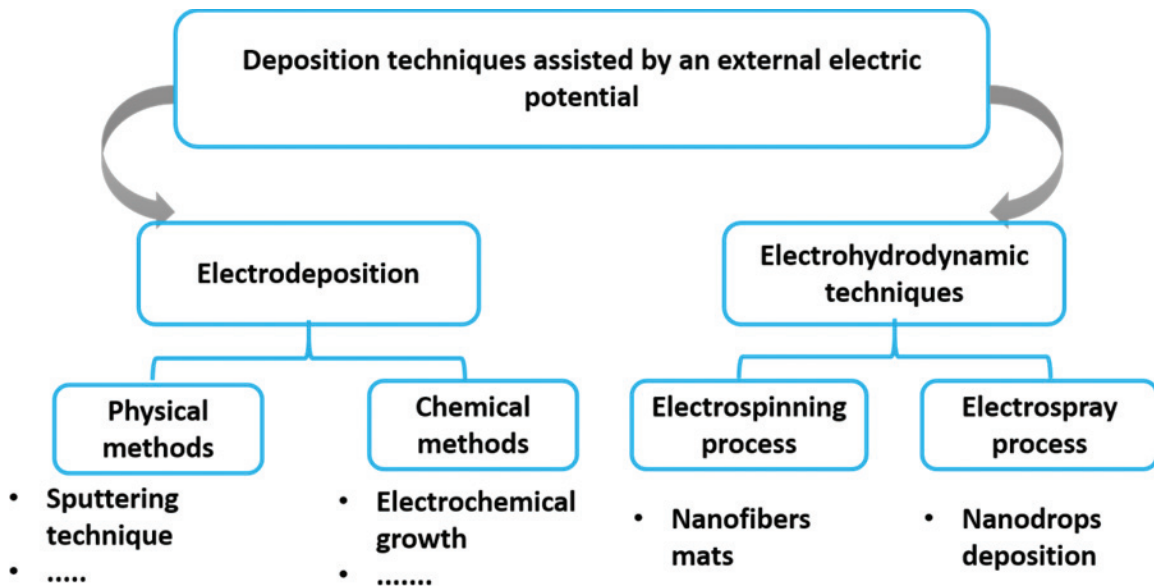 Deposition techniques assisted by an external electric
potential
Electrodeposition
Electrohydrodynamic
techniques
Physical
methods
Chemical
methods
Electrospinning
process
Electrospray
process
• Sputtering
technique
• .....
• Electrochemical
growth
• .......
• Nanofibers
mats
• Nanodrops
deposition